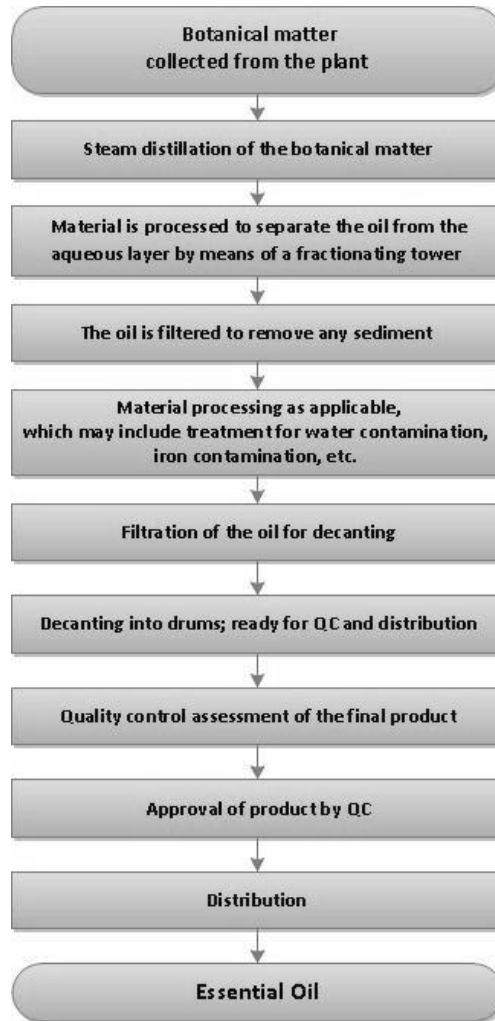 Botanical matter
collected from the plant
Steam distillation of the botanical matter
Material is processed to separate the oil from the
aqueous layer by means of a fractionating tower
The oil is filtered to remove any sediment
Material processing as applicable,
which may include treatment for water contamination,
iron contamination, etc.
Filtration of the oil for decanting
Decanting into drums; ready for QC and distribution
Quality control assessment of the final product
Approval of product by QC
Distribution
Essential Oil